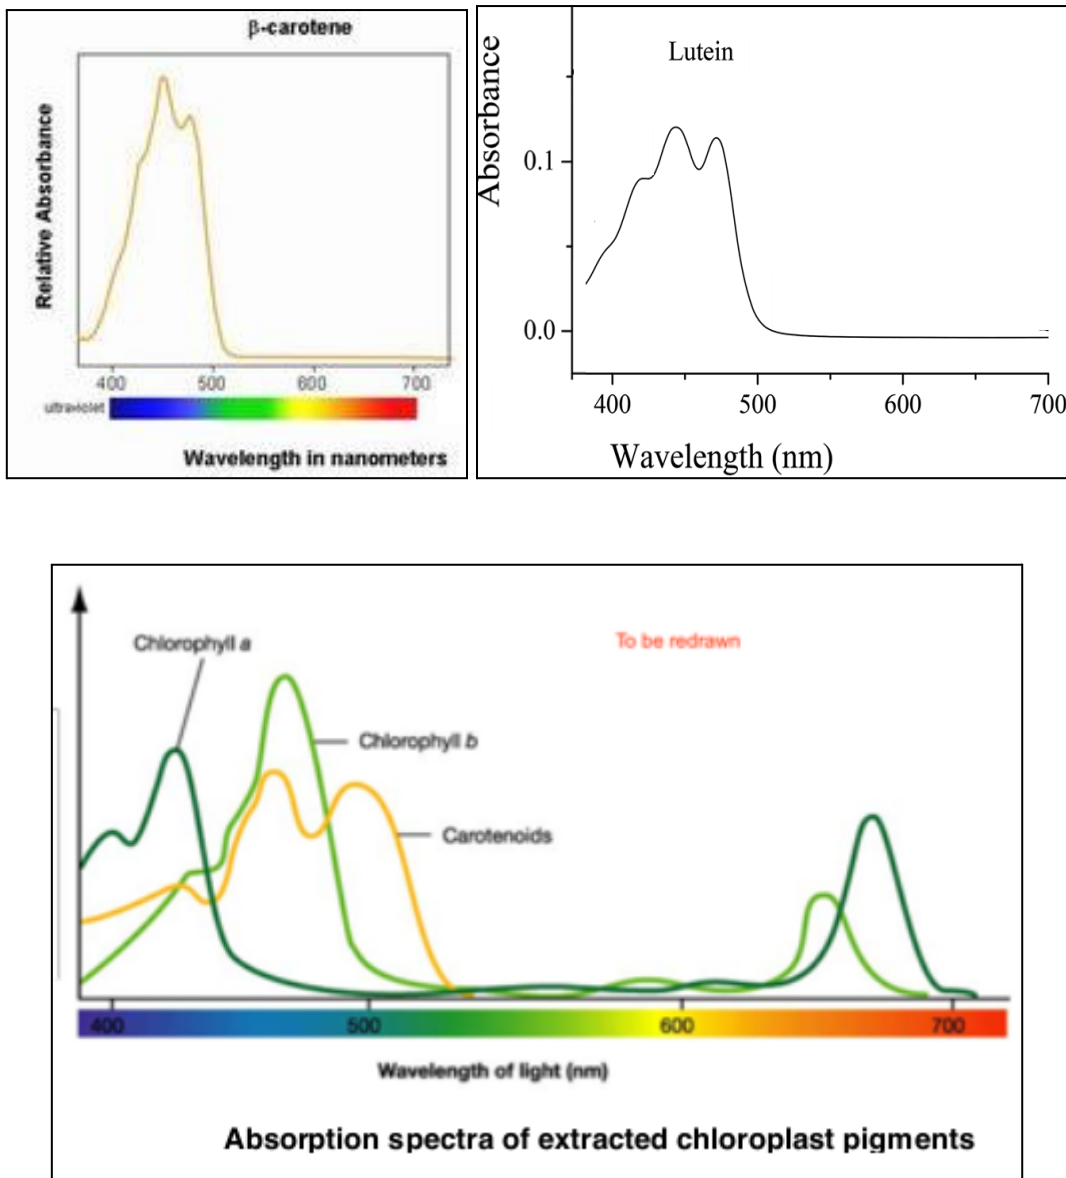 β-carotene
Relative Absorbance
400 500 600 700
ultraviolet
Wavelength in nanometers
Lutein
Absorbance
0.1
0.0
400 500 600 700
Wavelength (nm)
Chlorophyll a
To be redrawn
Chlorophyll b
Carotenoids
400 500 600 700
Wavelength of light (nm)
Absorption spectra of extracted chloroplast pigments